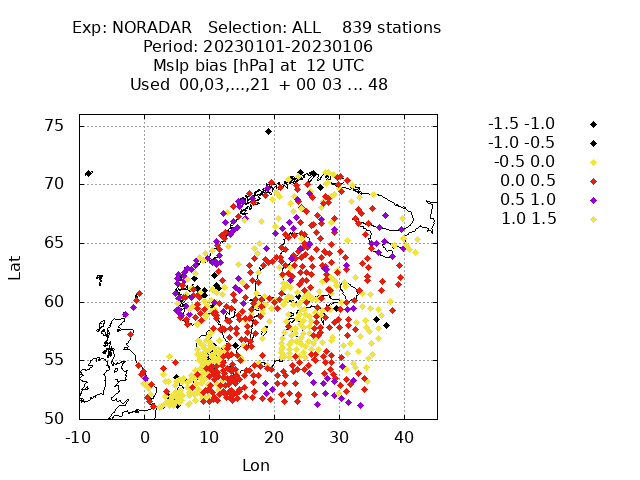 Exp: NORADAR   Selection: ALL    839 stations
Period: 20230101-20230106
Mslp bias [hPa] at  12 UTC
Used  00,03,...,21  + 00 03 ... 48
-1.5 -1.0
-1.0 -0.5
-0.5 0.0
0.0 0.5
0.5 1.0
1.0 1.5
75
70
65
60
55
50
Lat
-10 0 10 20 30 40
Lon